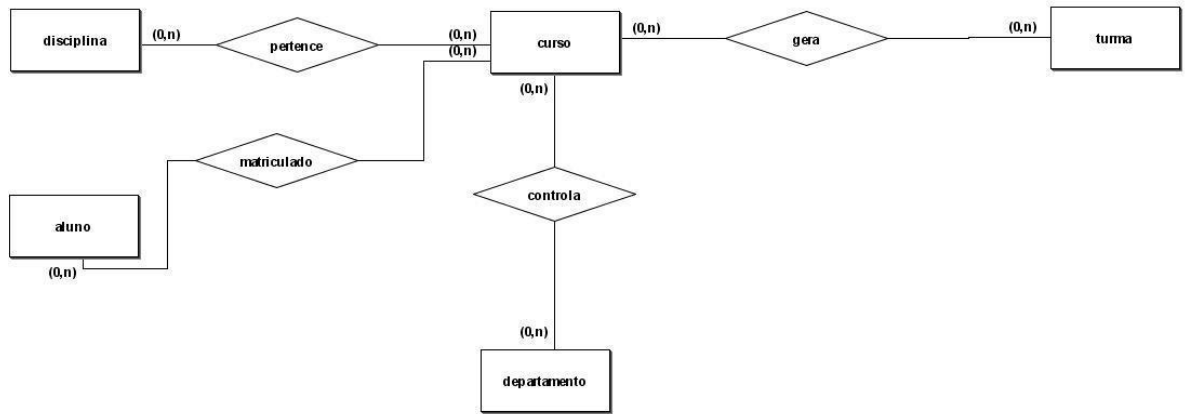 disciplina
(0,n)
pertence
(0,n)
(0,n)
curso
(0,n)
gera
(0,n)
turma
(0,n)
matriculado
controla
aluno
(0,n)
(0,n)
departamento